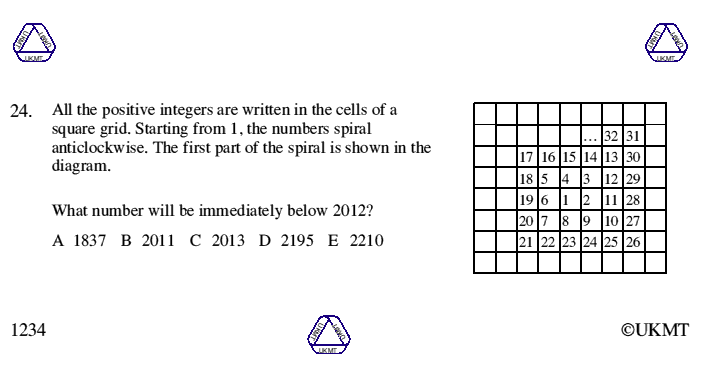 UKMT UKMT UKMT
UKMT UKMT UKMT
24. All the positive integers are written in the cells of a
square grid. Starting from 1, the numbers spiral
anticlockwise. The first part of the spiral is shown in the
diagram.
What number will be immediately below 2012?
A 1837 B 2011 C 2013 D 2195 E 2210
… 32 31
17 16 15 14 13 30
18 5 4 3 12 29
19 6 1 2 11 28
20 7 8 9 10 27
21 22 23 24 25 26
1234
UKMT UKMT UKMT
©UKMT